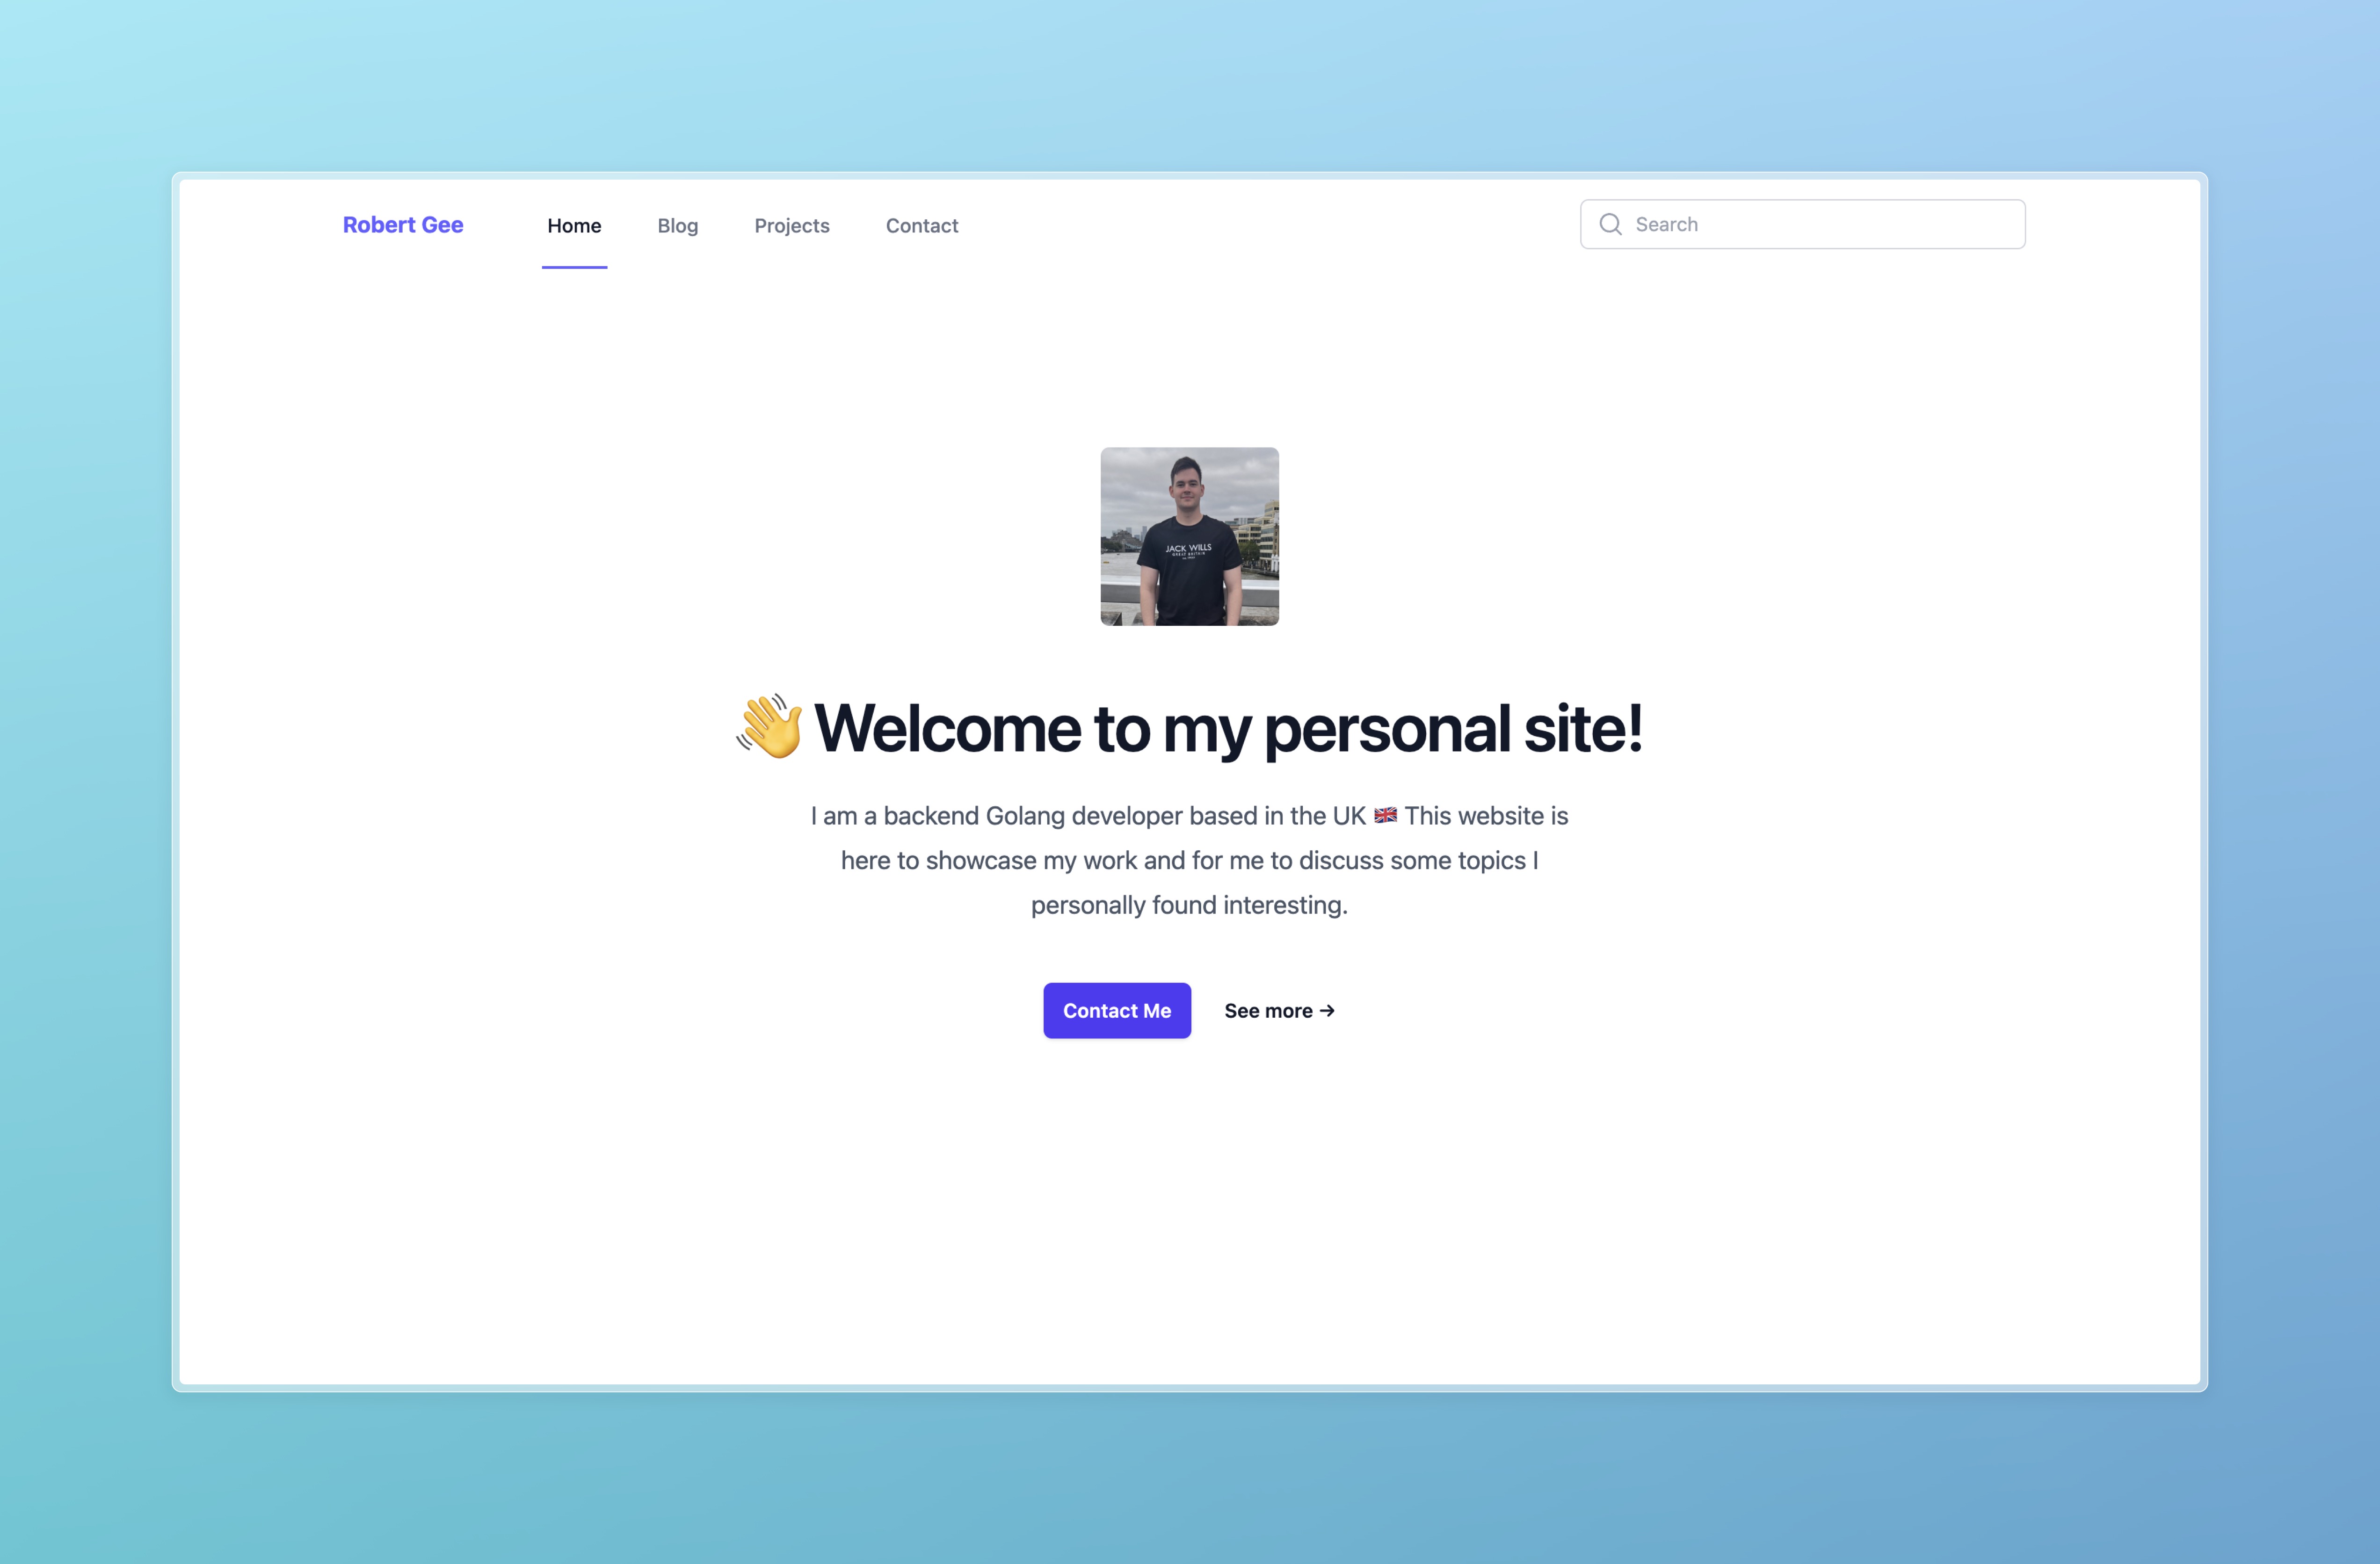 Robert Gee
Home
Blog
Projects
Contact
Search
JACK WILLS
GREAT BRITAIN
👋 Welcome to my personal site!
I am a backend Golang developer based in the UK 🇬🇧 This website is
here to showcase my work and for me to discuss some topics I
personally found interesting.
Contact Me
See more →